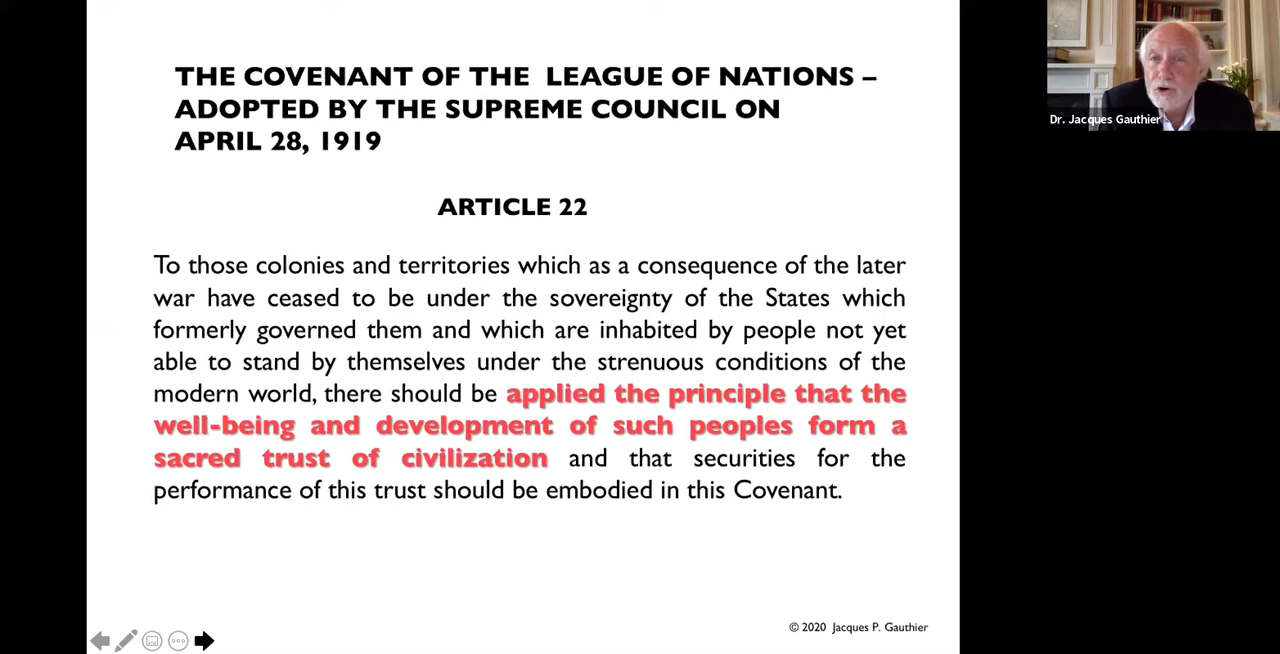 THE COVENANT OF THE LEAGUE OF NATIONS –
ADOPTED BY THE SUPREME COUNCIL ON
APRIL 28, 1919
ARTICLE 22
To those colonies and territories which as a consequence of the later
war have ceased to be under the sovereignty of the States which
formerly governed them and which are inhabited by people not yet
able to stand by themselves under the strenuous conditions of the
modern world, there should be applied the principle that the
well-being and development of such peoples form a
sacred trust of civilization and that securities for the
performance of this trust should be embodied in this Covenant.
© 2020 Jacques P. Gauthier
Dr. Jacques Gauthier